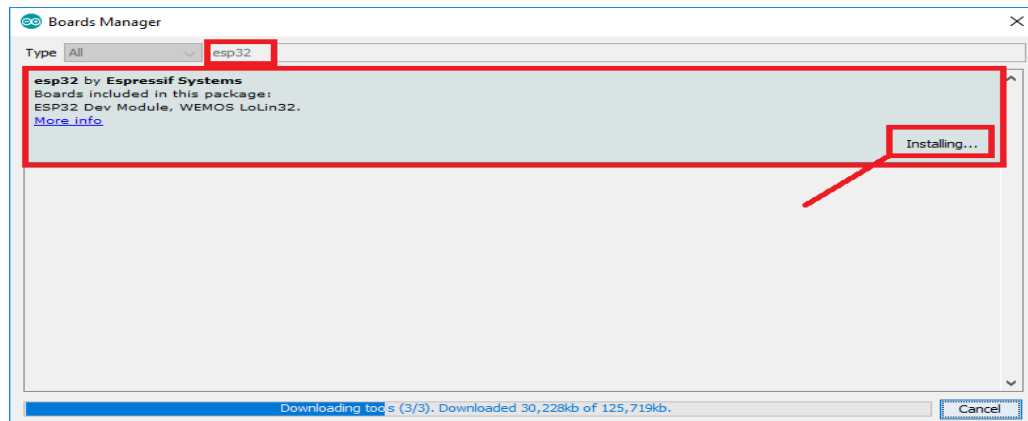 Boards Manager
Type All esp32
esp32 by Espressif Systems
Boards included in this package:
ESP32 Dev Module, WEMOS LoLin32.
More info
Installing...
Downloading tools (3/3). Downloaded 30,228kb of 125,719kb.
Cancel